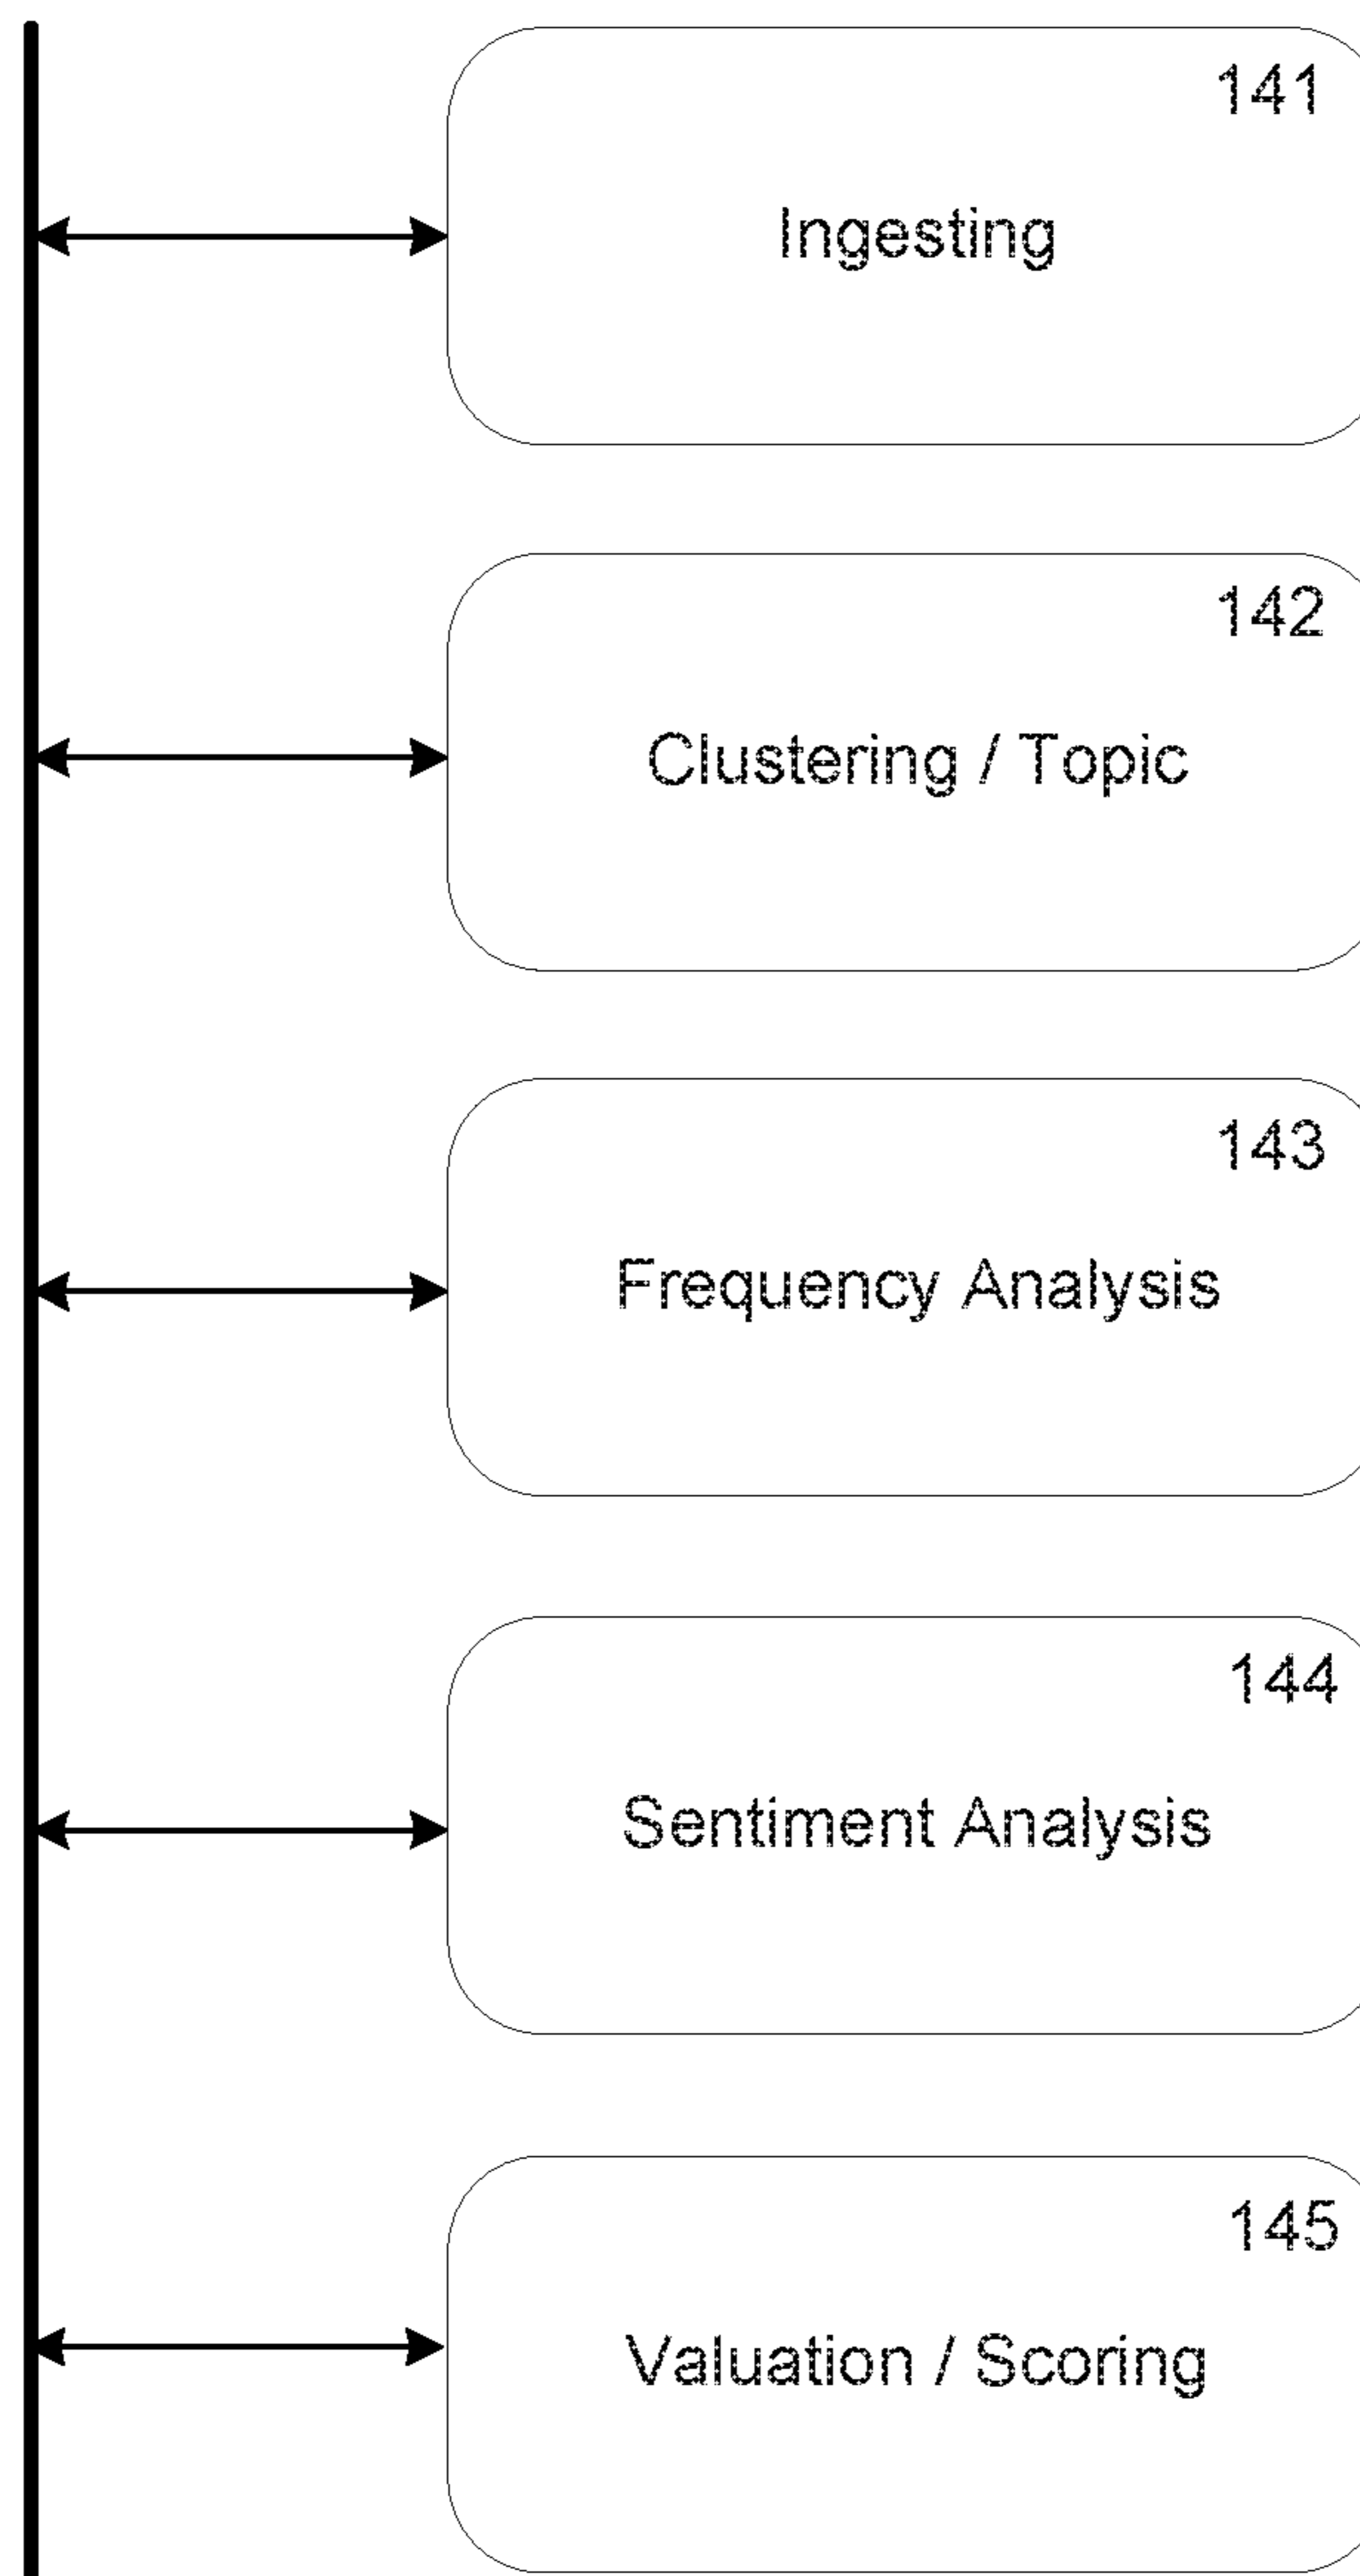 141
Ingesting
142
Clustering / Topic
143
Frequency Analysis
144
Sentiment Analysis
145
Valuation / Scoring